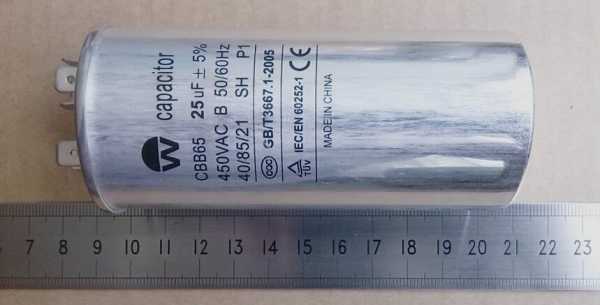 capacitor
CBB65 25uF ± 5%
450VAC B 50/60Hz
40/85/21 SH P1
GB/T3667.1-2005
TÜV IEC/EN 60252-1 CE
MADE IN CHINA
7 8 9 10 11 12 13 14 15 16 17 18 19 20 21 22 23